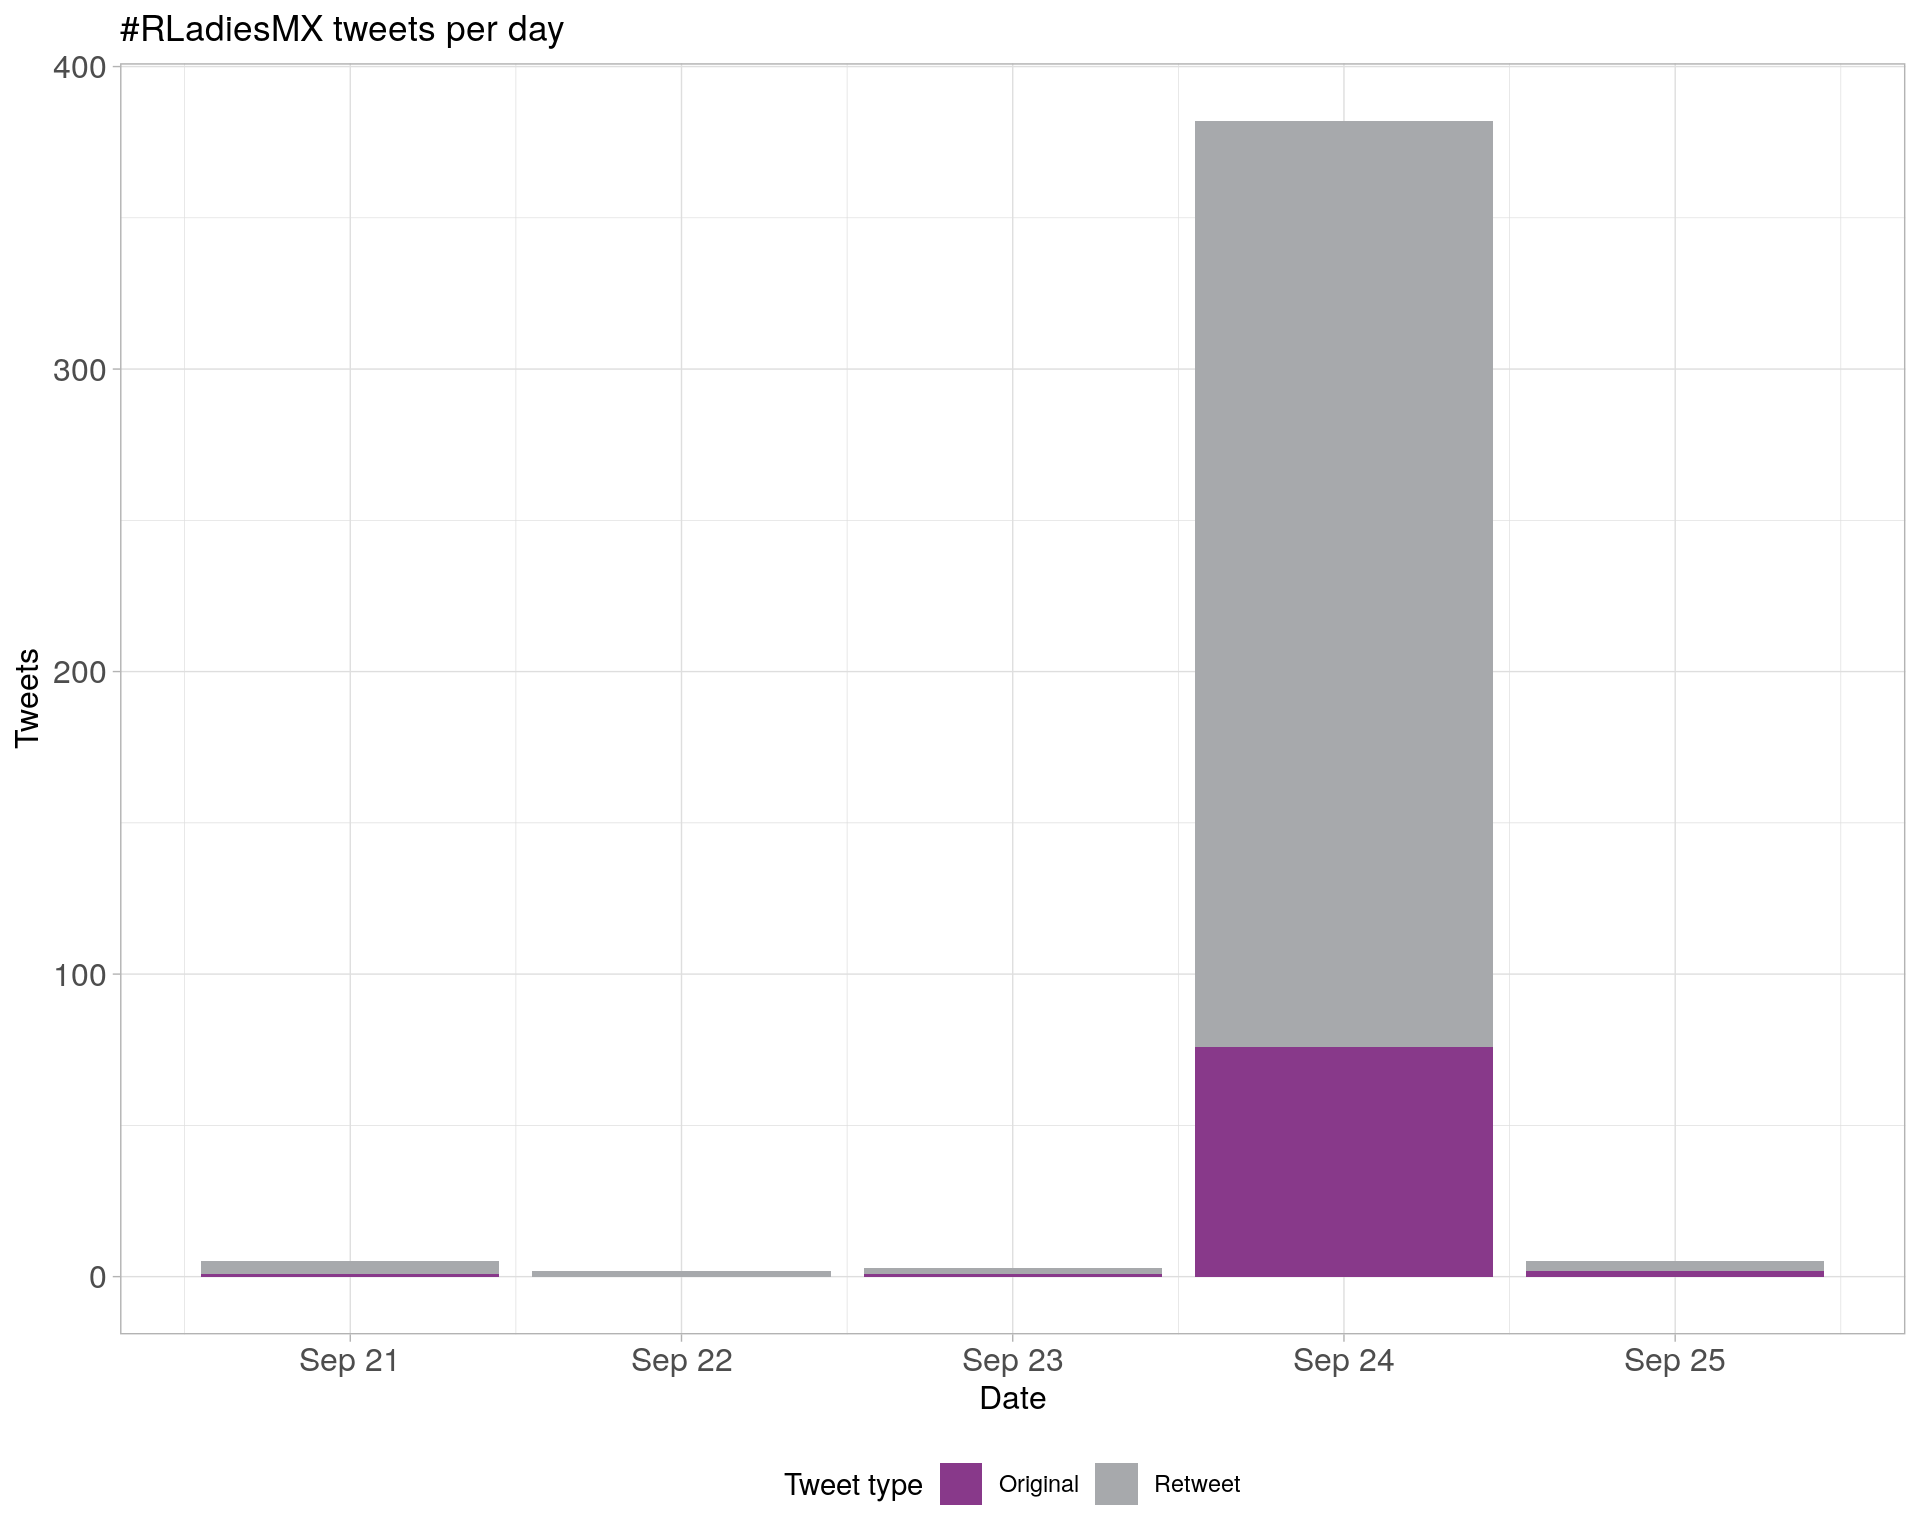 #RLadiesMX tweets per day
400
300
200
100
0
Tweets
Sep 21 Sep 22 Sep 23 Sep 24 Sep 25
Date
Tweet type Original Retweet